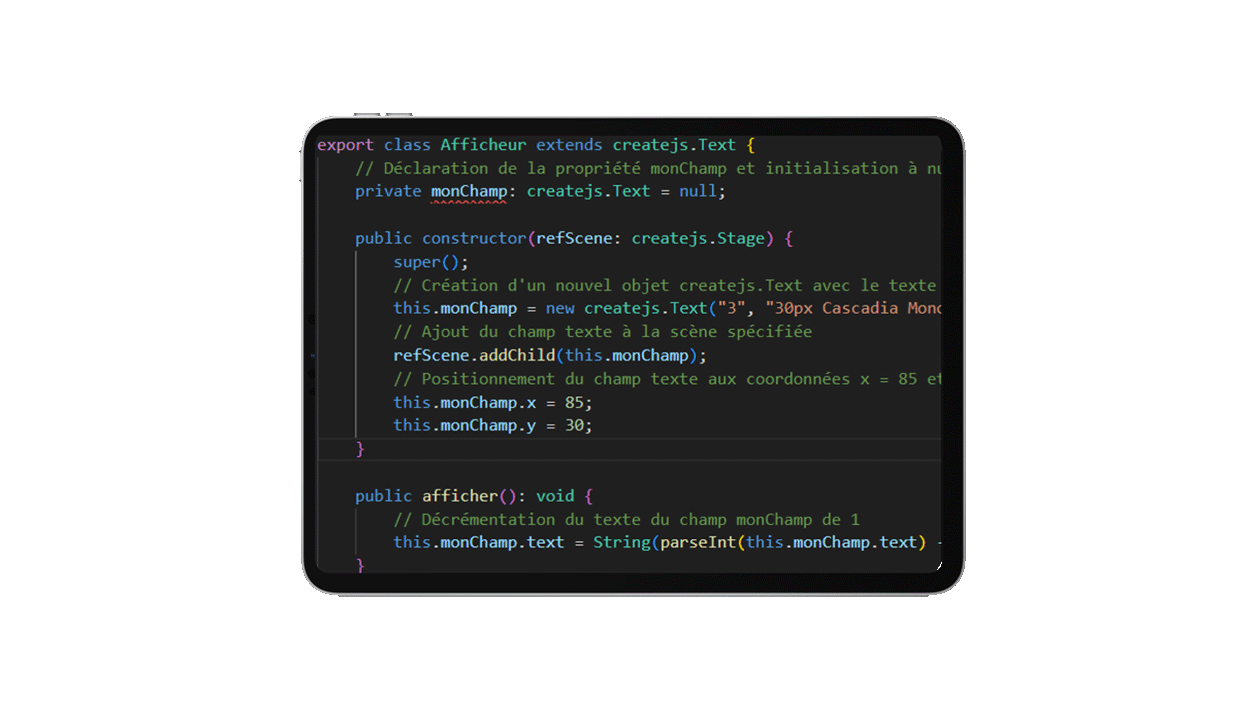 export class Afficheur extends createjs.Text {
// Déclaration de la propriété monChamp et initialisation à
private monChamp: createjs.Text = null;
public constructor(refScene: createjs.Stage) {
super();
// Création d'un nouvel objet createjs.Text avec le texte
this.monChamp = new createjs.Text("3", "30px Cascadia Mono
// Ajout du champ texte à la scène spécifiée
refScene.addChild(this.monChamp);
// Positionnement du champ texte aux coordonnées x = 85 et
this.monChamp.x = 85;
this.monChamp.y = 30;
}
public afficher(): void {
// Décrémentation du texte du champ monChamp de 1
this.monChamp.text = String(parseInt(this.monChamp.text) -
}